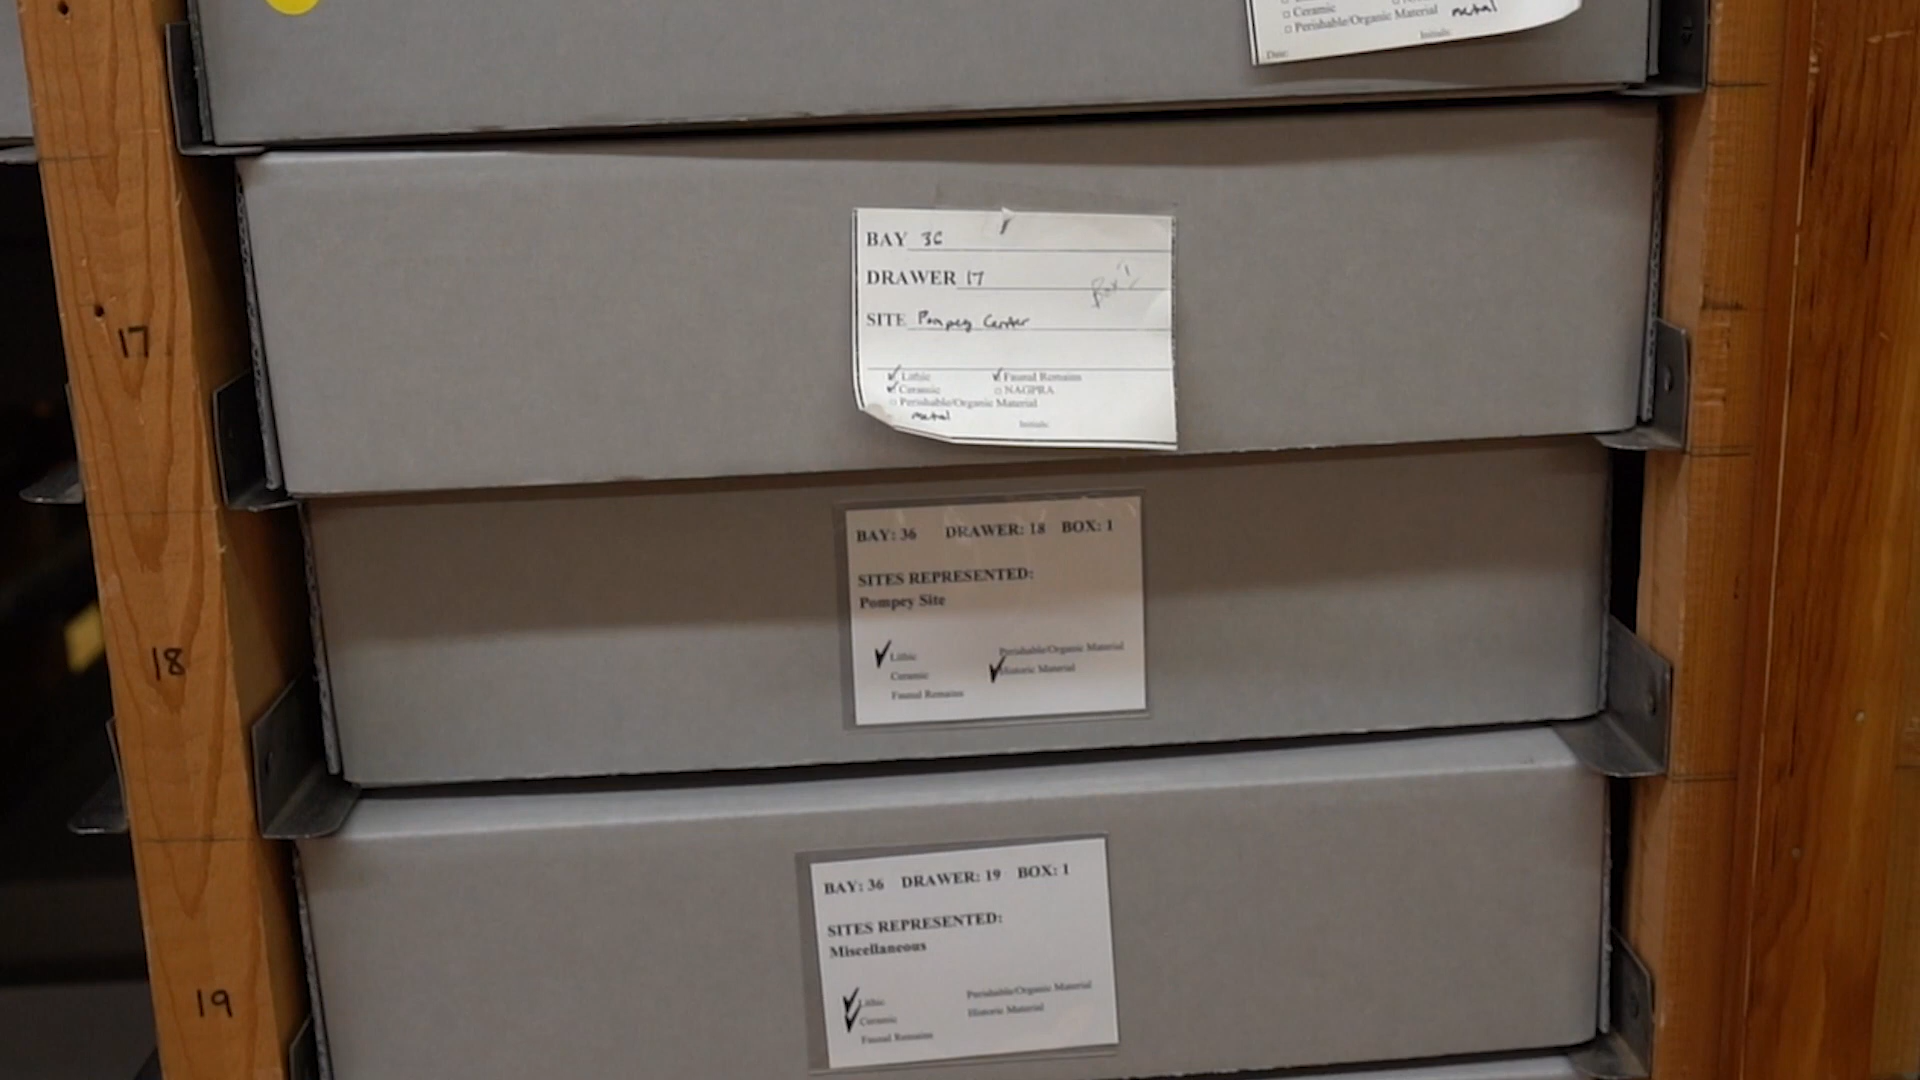 □ Ceramic
□ Perishable/Organic Material metal
Date: Initials:
BAY 36
DRAWER 17
Box 1
SITE Pompey Center
Lithic Faunal Remains
Ceramic □ NAGPRA
□ Perishable/Organic Material
metal
Initials:
17
BAY: 36 DRAWER: 18 BOX: 1
SITES REPRESENTED:
Pompey Site
Lithic Perishable/Organic Material
Ceramic Historic Material
Faunal Remains
18
BAY: 36 DRAWER: 19 BOX: 1
SITES REPRESENTED:
Miscellaneous
Lithic Perishable/Organic Material
Ceramic Historic Material
Faunal Remains
19